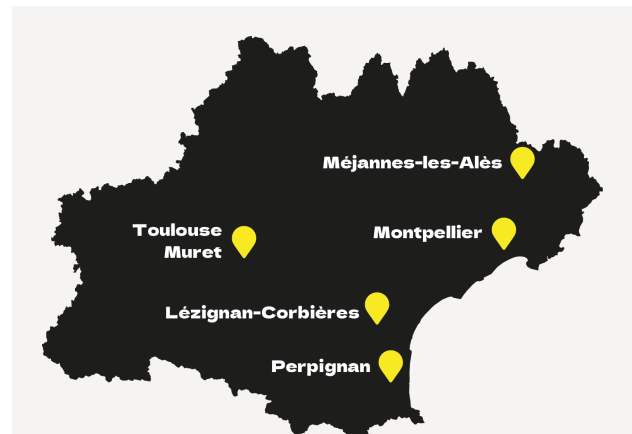 Méjannes-les-Alès
Toulouse
Muret
Montpellier
Lézignan-Corbières
Perpignan